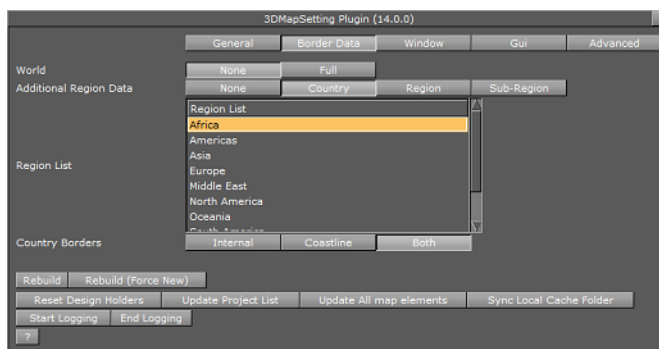 3DMapSetting Plugin (14.0.0)
General Border Data Window Gui Advanced
World None Full
Additional Region Data None Country Region Sub-Region
Region List
Africa
Americas
Asia
Region List
Europe
Middle East
North America
Oceania
South America
Country Borders Internal Coastline Both
Rebuild Rebuild (Force New)
Reset Design Holders Update Project List Update All map elements Sync Local Cache Folder
Start Logging End Logging
?